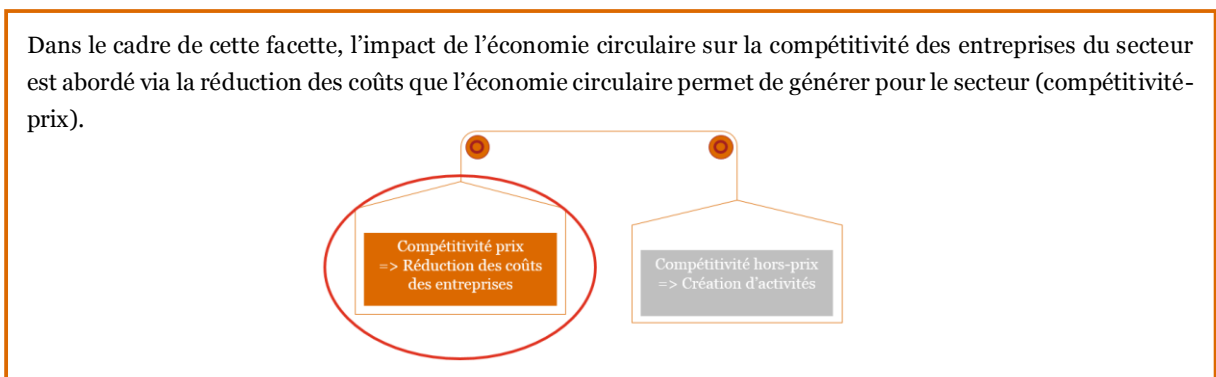 Dans le cadre de cette facette, l’impact de l’économie circulaire sur la compétitivité des entreprises du secteur
est abordé via la réduction des coûts que l’économie circulaire permet de générer pour le secteur (compétitivité-
prix).
Compétitivité prix
=> Réduction des coûts
des entreprises
Compétitivité hors-prix
=> Création d’activités